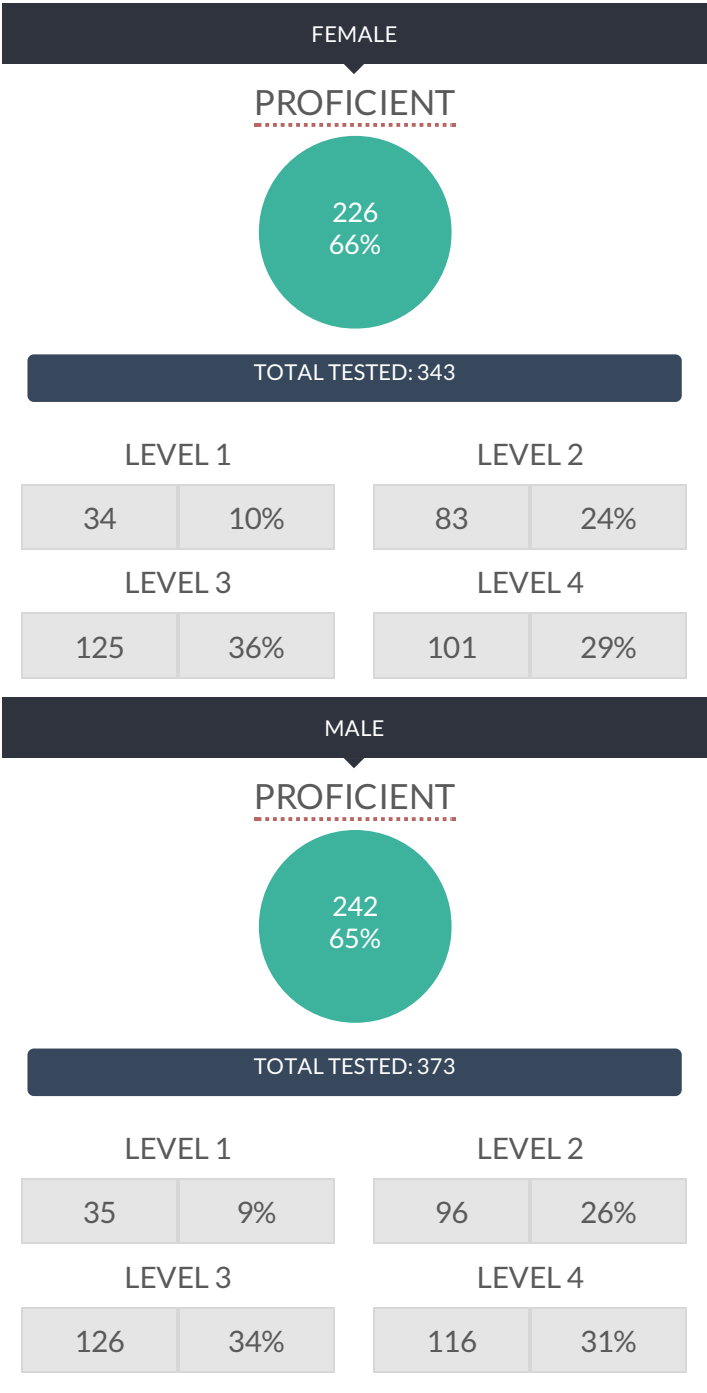 FEMALE
PROFICIENT
226
66%
TOTAL TESTED: 343
LEVEL 1 LEVEL 2
34 10% 83 24%
LEVEL 3 LEVEL 4
125 36% 101 29%
MALE
PROFICIENT
242
65%
TOTAL TESTED: 373
LEVEL 1 LEVEL 2
35 9% 96 26%
LEVEL 3 LEVEL 4
126 34% 116 31%